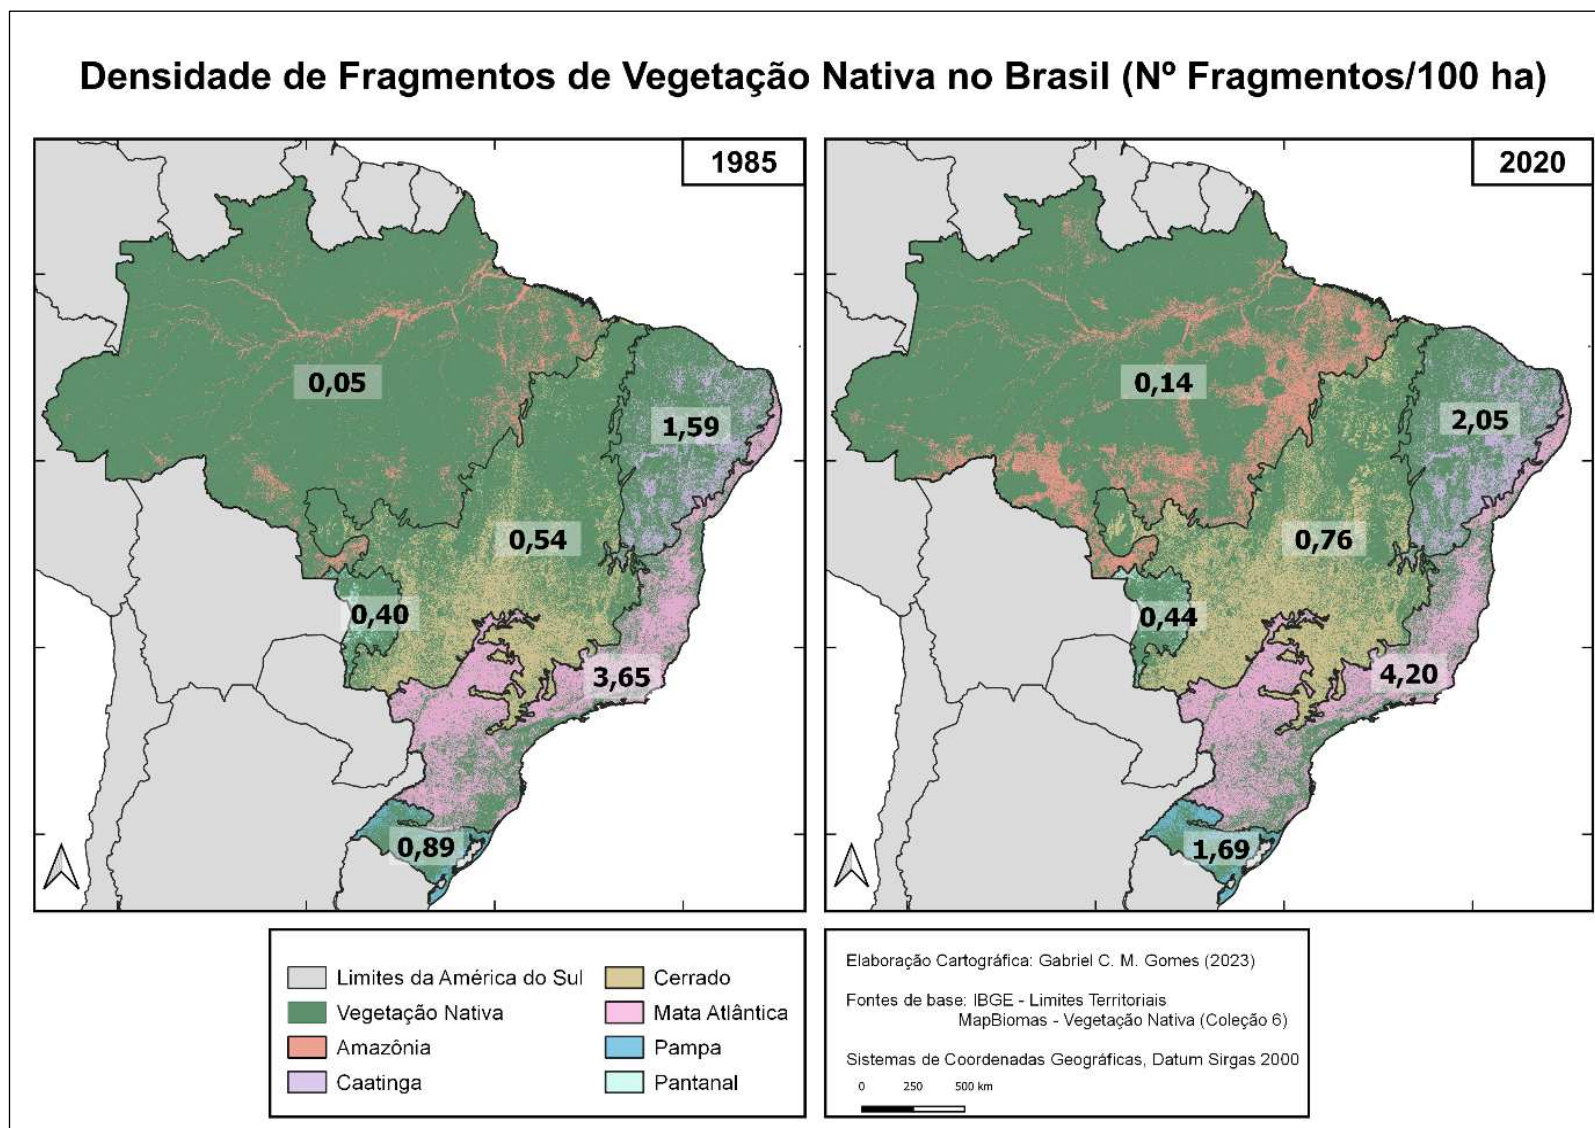 Densidade de Fragmentos de Vegetação Nativa no Brasil (Nº Fragmentos/100 ha)
1985
0,05
1,59
0,54
0,40
3,65
0,89
2020
0,14
2,05
0,76
0,44
4,20
1,69
Limites da América do Sul
Vegetação Nativa
Amazônia
Caatinga
Cerrado
Mata Atlântica
Pampa
Pantanal
Elaboração Cartográfica: Gabriel C. M. Gomes (2023)
Fontes de base: IBGE - Limites Territoriais
MapBiomas - Vegetação Nativa (Coleção 6)
Sistemas de Coordenadas Geográficas, Datum Sirgas 2000
0 250 500 km